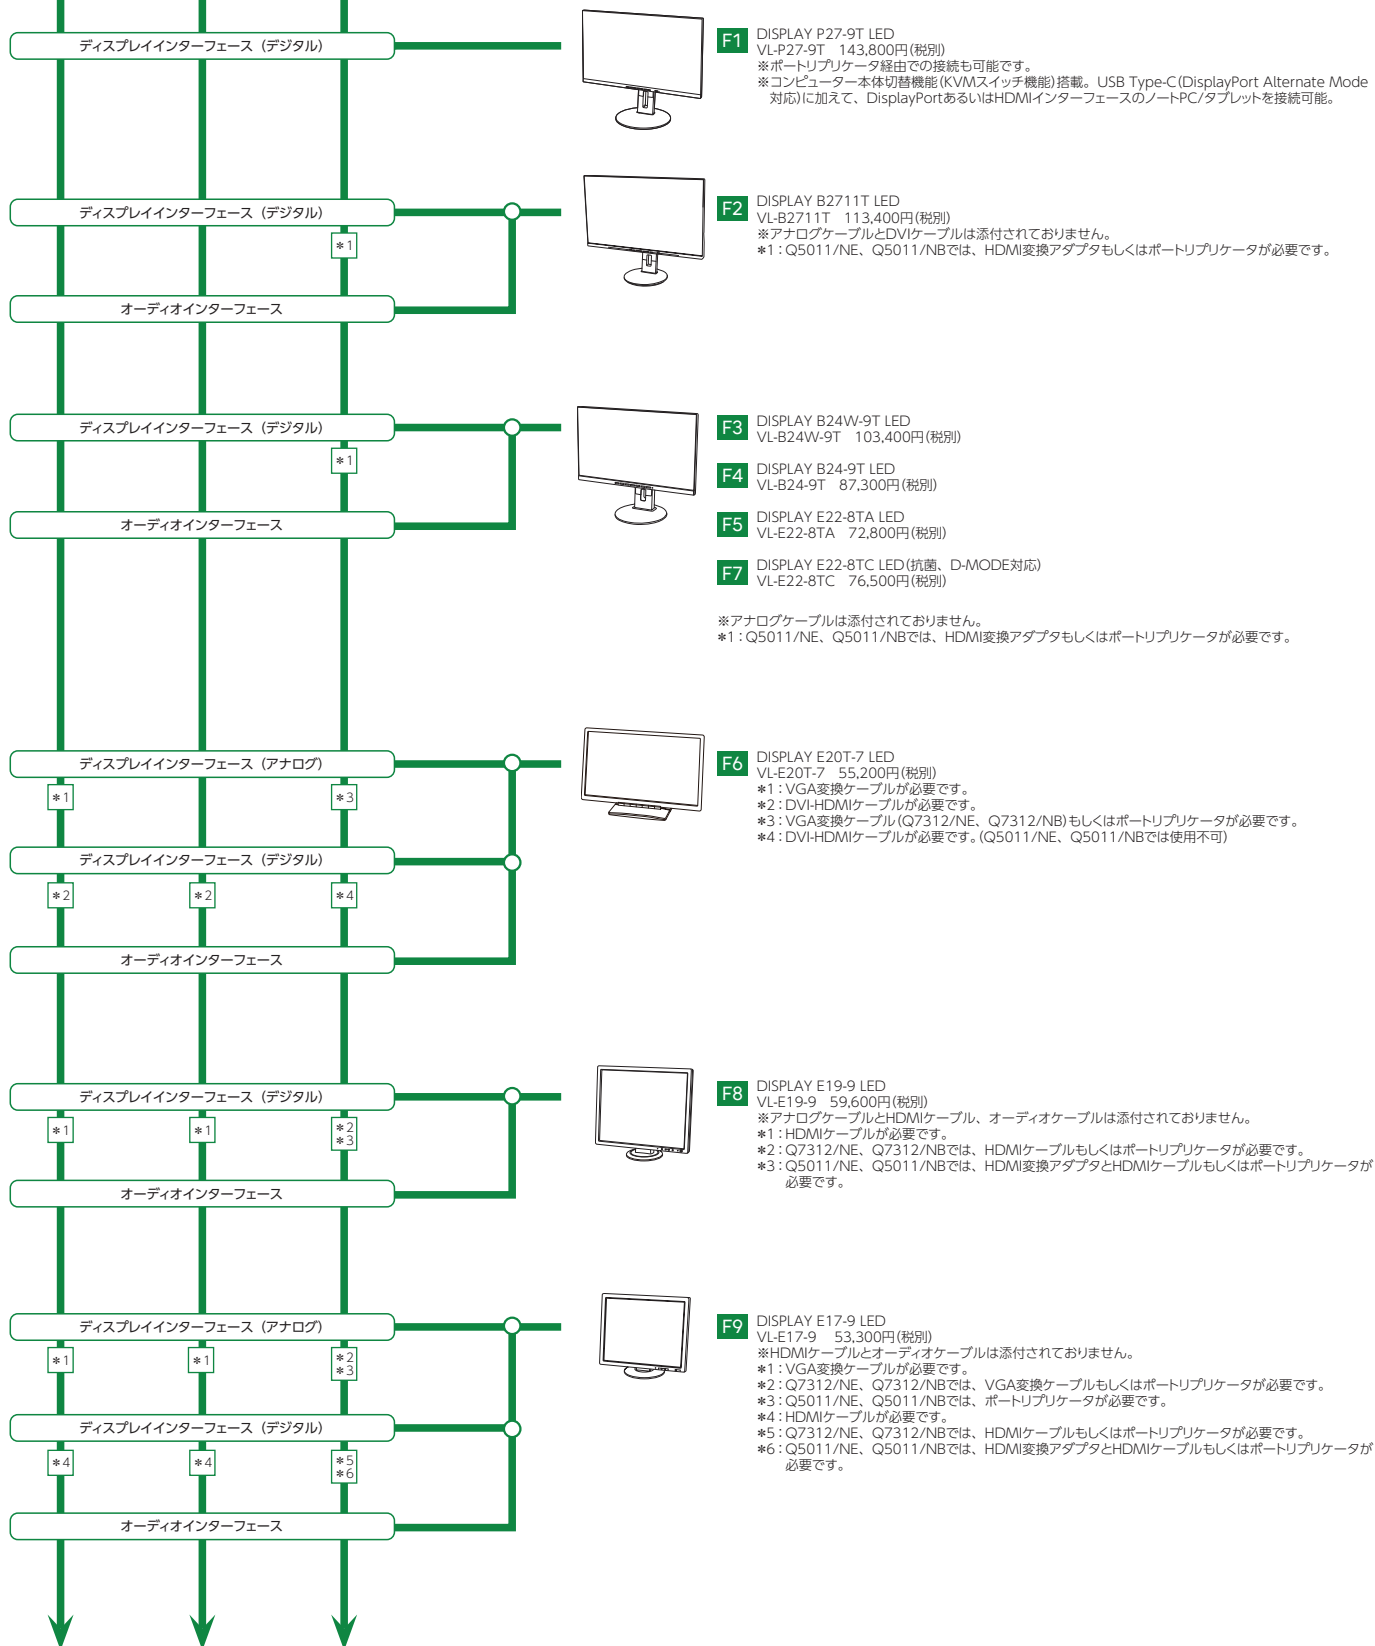 ディスプレイインターフェース（デジタル）
F1
DISPLAY P27-9T LED
VL-P27-9T　143,800円(税別)
※ポートリプリケータ経由での接続も可能です。
※コンピューター本体切替機能(KVMスイッチ機能)搭載。USB Type-C(DisplayPort Alternate Mode
対応)に加えて、DisplayPortあるいはHDMIインターフェースのノートPC/タブレットを接続可能。
ディスプレイインターフェース（デジタル）
＊1
オーディオインターフェース
F2
DISPLAY B2711T LED
VL-B2711T　113,400円(税別)
※アナログケーブルとDVIケーブルは添付されておりません。
＊1：Q5011/NE、Q5011/NBでは、HDMI変換アダプタもしくはポートリプリケータが必要です。
ディスプレイインターフェース（デジタル）
＊1
オーディオインターフェース
F3
DISPLAY B24W-9T LED
VL-B24W-9T　103,400円(税別)
F4
DISPLAY B24-9T LED
VL-B24-9T　87,300円(税別)
F5
DISPLAY E22-8TA LED
VL-E22-8TA　72,800円(税別)
F7
DISPLAY E22-8TC LED(抗菌、D-MODE対応)
VL-E22-8TC　76,500円(税別)
※アナログケーブルは添付されておりません。
＊1：Q5011/NE、Q5011/NBでは、HDMI変換アダプタもしくはポートリプリケータが必要です。
ディスプレイインターフェース（アナログ）
＊1
＊3
ディスプレイインターフェース（デジタル）
＊2
＊2
＊4
オーディオインターフェース
F6
DISPLAY E20T-7 LED
VL-E20T-7　55,200円(税別)
＊1：VGA変換ケーブルが必要です。
＊2：DVI-HDMIケーブルが必要です。
＊3：VGA変換ケーブル(Q7312/NE、Q7312/NB)もしくはポートリプリケータが必要です。
＊4：DVI-HDMIケーブルが必要です。(Q5011/NE、Q5011/NBでは使用不可)
ディスプレイインターフェース（デジタル）
＊1
＊1
＊2
＊3
オーディオインターフェース
F8
DISPLAY E19-9 LED
VL-E19-9　59,600円(税別)
※アナログケーブルとHDMIケーブル、オーディオケーブルは添付されておりません。
＊1：HDMIケーブルが必要です。
＊2：Q7312/NE、Q7312/NBでは、HDMIケーブルもしくはポートリプリケータが必要です。
＊3：Q5011/NE、Q5011/NBでは、HDMI変換アダプタとHDMIケーブルもしくはポートリプリケータが
必要です。
ディスプレイインターフェース（アナログ）
＊1
＊1
＊2
＊3
ディスプレイインターフェース（デジタル）
＊4
＊4
＊5
＊6
オーディオインターフェース
F9
DISPLAY E17-9 LED
VL-E17-9　53,300円(税別)
※HDMIケーブルとオーディオケーブルは添付されておりません。
＊1：VGA変換ケーブルが必要です。
＊2：Q7312/NE、Q7312/NBでは、VGA変換ケーブルもしくはポートリプリケータが必要です。
＊3：Q5011/NE、Q5011/NBでは、ポートリプリケータが必要です。
＊4：HDMIケーブルが必要です。
＊5：Q7312/NE、Q7312/NBでは、HDMIケーブルもしくはポートリプリケータが必要です。
＊6：Q5011/NE、Q5011/NBでは、HDMI変換アダプタとHDMIケーブルもしくはポートリプリケータが
必要です。